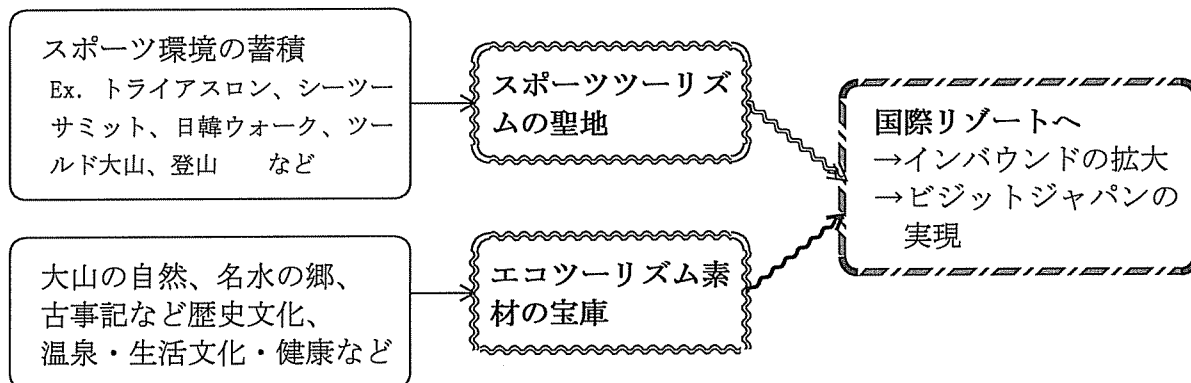 スポーツ環境の蓄積
Ex. トライアスロン、シーツー
サミット、日韓ウォーク、ツー
ルド大山、登山　　など
スポーツツーリズ
ムの聖地
大山の自然、名水の郷、
古事記など歴史文化、
温泉・生活文化・健康など
エコツーリズム素
材の宝庫
国際リゾートへ
→インバウンドの拡大
→ビジットジャパンの
実現